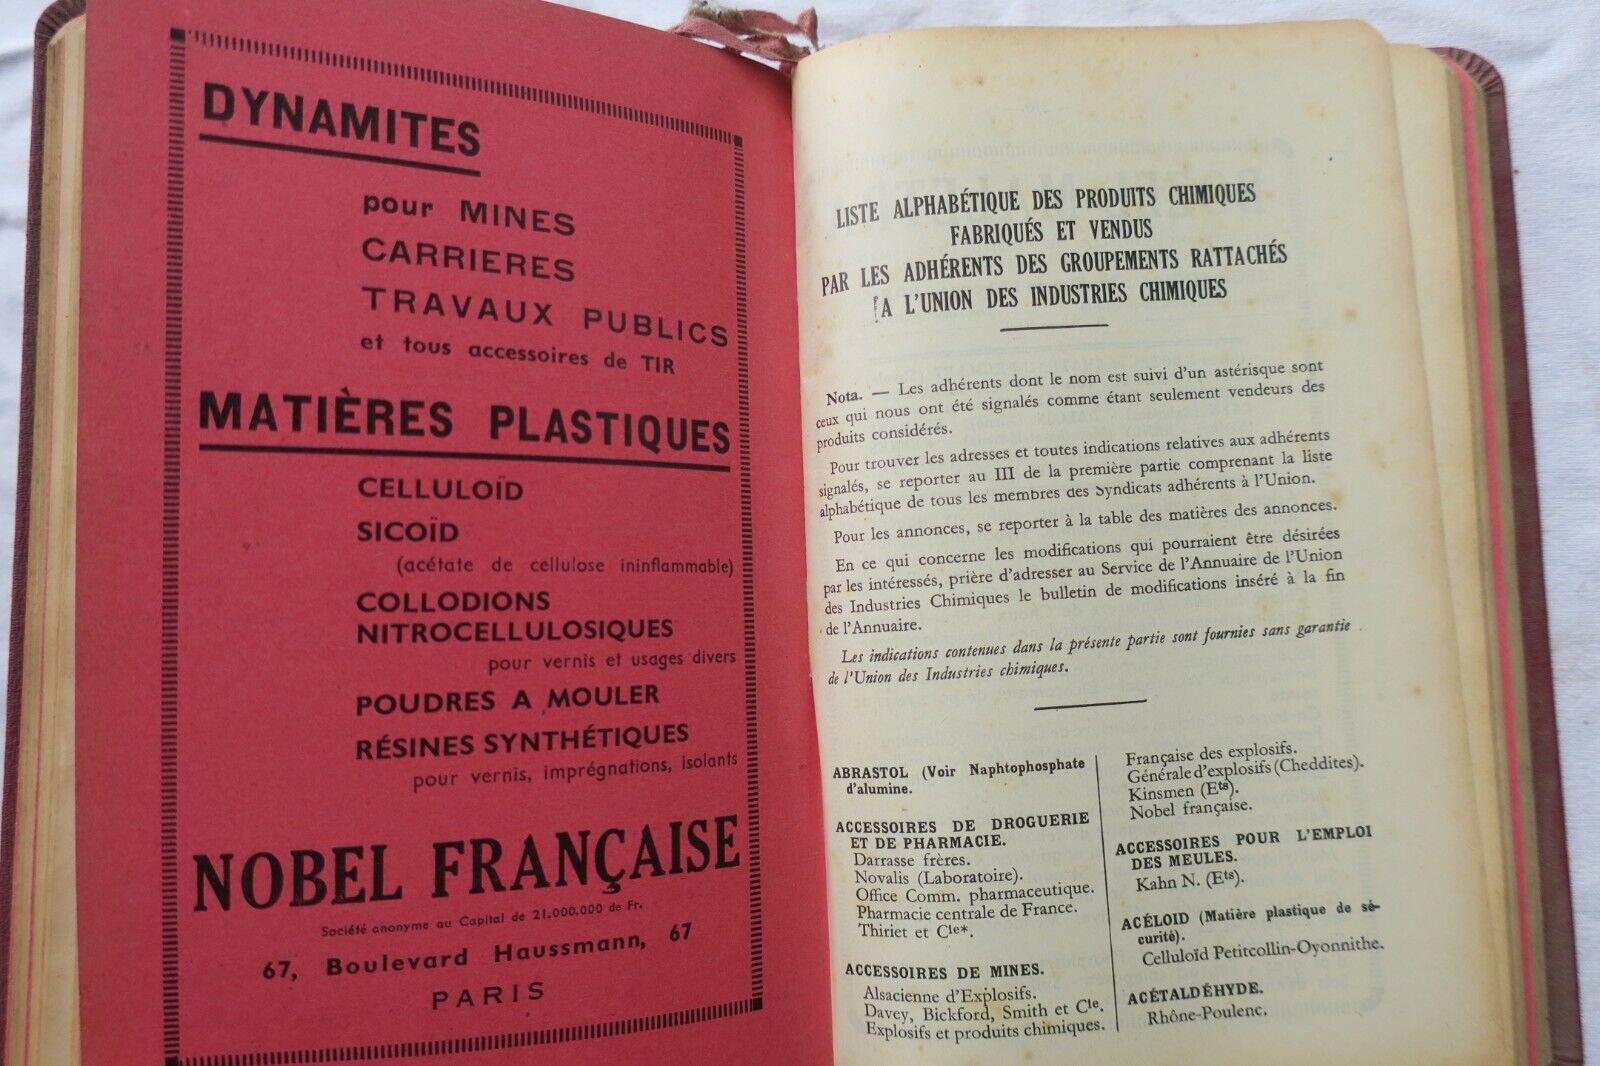 DYNAMITES
pour MINES
CARRIERES
TRAVAUX PUBLICS
et tous accessoires de TIR
MATIÈRES PLASTIQUES
CELLULOÏD
SICOÏD
(acétate de cellulose ininflammable)
COLLODIONS
NITROCELLULOSIQUES
pour vernis et usages divers
POUDRES A MOULER
RÉSINES SYNTHÉTIQUES
pour vernis, imprégnations, isolants
NOBEL FRANÇAISE
Société anonyme au Capital de 21.000.000 de Fr.
67, Boulevard Haussmann, 67
PARIS
LISTE ALPHABÉTIQUE DES PRODUITS CHIMIQUES
FABRIQUÉS ET VENDUS
PAR LES ADHÉRENTS DES GROUPEMENTS RATTACHÉS
A L'UNION DES INDUSTRIES CHIMIQUES
Nota. — Les adhérents dont le nom est suivi d'un astérisque sont
ceux qui nous ont été signalés comme étant seulement vendeurs des
produits considérés.
Pour trouver les adresses et toutes indications relatives aux adhérents
signalés, se reporter au III de la première partie comprenant la liste
alphabétique de tous les membres des Syndicats adhérents à l'Union.
Pour les annonces, se reporter à la table des matières des annonces.
En ce qui concerne les modifications qui pourraient être désirées
par les intéressés, prière d'adresser au Service de l'Annuaire de l'Union
des Industries Chimiques le bulletin de modifications inséré à la fin
de l'Annuaire.
Les indications contenues dans la présente partie sont fournies sans garantie
de l'Union des Industries chimiques.
ABRASTOL (Voir Naphtophosphate
d'alumine.
ACCESSOIRES DE DROGUERIE
ET DE PHARMACIE.
Darrasse frères.
Novalis (Laboratoire).
Office Comm. pharmaceutique.
Pharmacie centrale de France.
Thiriet et Cie*.
ACCESSOIRES DE MINES.
Alsacienne d'Explosifs.
Davey, Bickford, Smith et Cie.
Explosifs et produits chimiques.
Française des explosifs.
Générale d'explosifs (Cheddites).
Kinsmen (Ets).
Nobel française.
ACCESSOIRES POUR L'EMPLOI
DES MEULES.
Kahn N. (Ets).
ACÉLOID (Matière plastique de sé-
curité).
Celluloïd Petitcollin-Oyonnithe.
ACÉTALDÉHYDE.
Rhône-Poulenc.